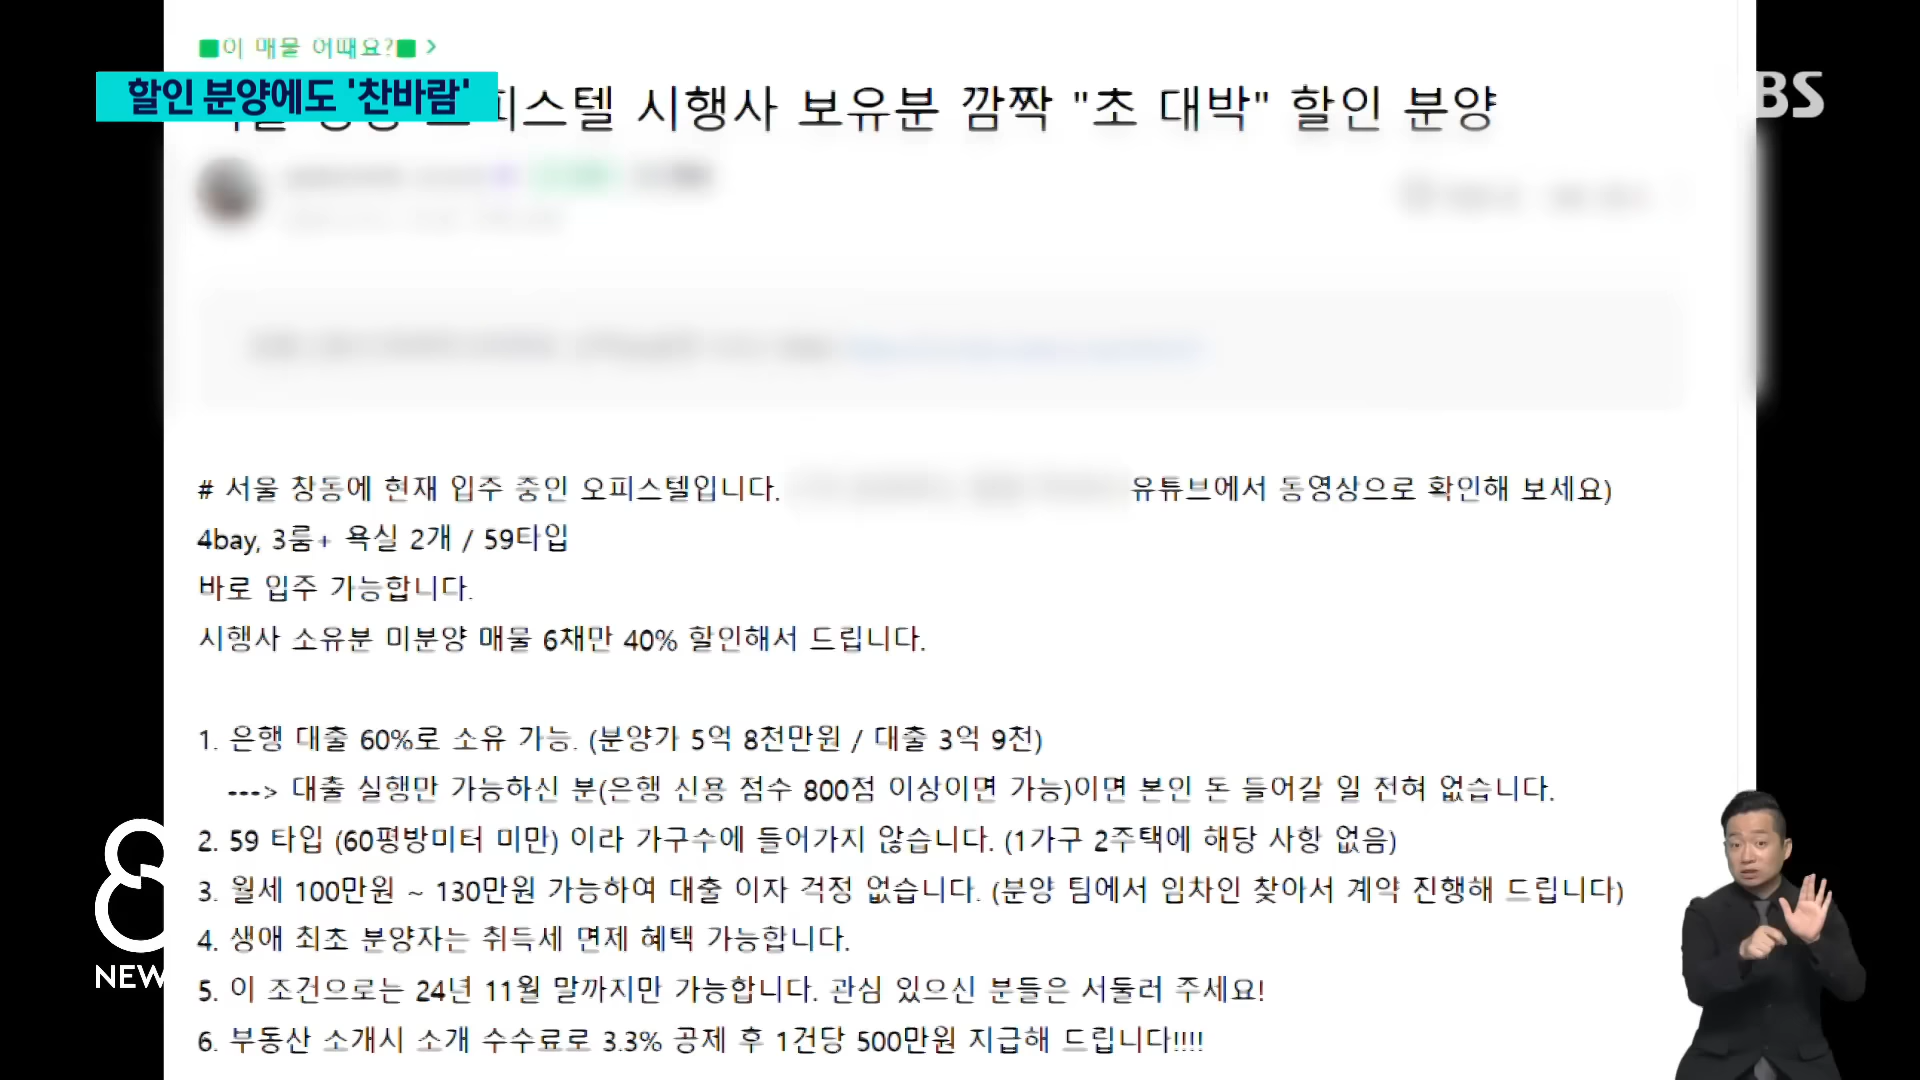 ■이 매물 어때요?■ >
할인 분양에도 '찬바람'
피스텔 시행사 보유분 깜짝 "초 대박" 할인 분양
BS
# 서울 창동에 현재 입주 중인 오피스텔입니다. 유튜브에서 동영상으로 확인해 보세요)
4bay, 3룸+ 욕실 2개 / 59타입
바로 입주 가능합니다.
시행사 소유분 미분양 매물 6채만 40% 할인해서 드립니다.
1. 은행 대출 60%로 소유 가능. (분양가 5억 8천만원 / 대출 3억 9천)
---> 대출 실행만 가능하신 분(은행 신용 점수 800점 이상이면 가능)이면 본인 돈 들어갈 일 전혀 없습니다.
2. 59 타입 (60평방미터 미만) 이라 가구수에 들어가지 않습니다. (1가구 2주택에 해당 사항 없음)
3. 월세 100만원 ~ 130만원 가능하여 대출 이자 걱정 없습니다. (분양 팀에서 임차인 찾아서 계약 진행해 드립니다)
4. 생애 최초 분양자는 취득세 면제 혜택 가능합니다.
5. 이 조건으로는 24년 11월 말까지만 가능합니다. 관심 있으신 분들은 서둘러 주세요!
6. 부동산 소개시 소개 수수료로 3.3% 공제 후 1건당 500만원 지급해 드립니다!!!!
8
NEW